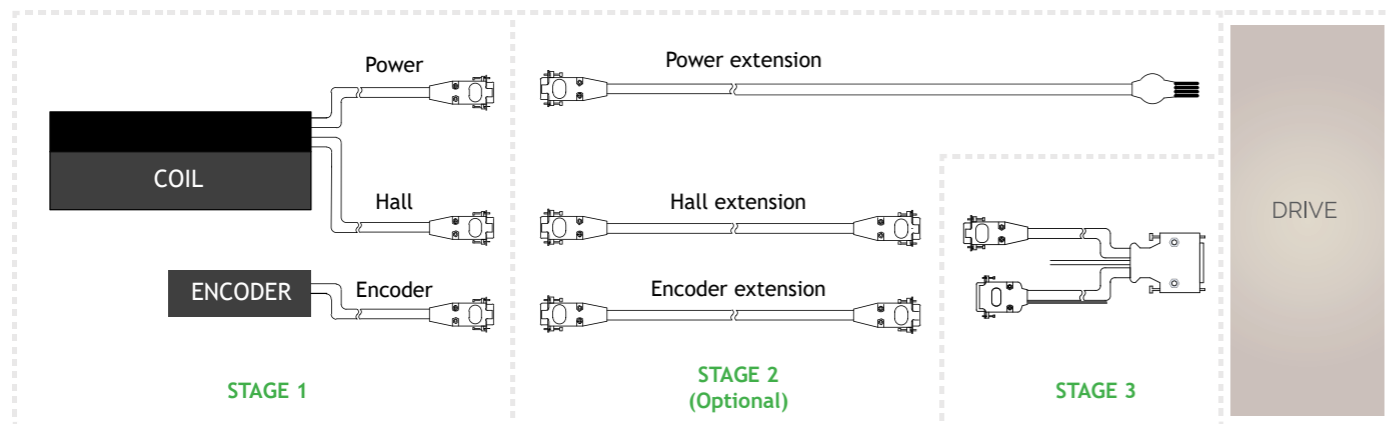 Power
COIL
Hall
ENCODER
Encoder
STAGE 1
Power extension
Hall extension
Encoder extension
STAGE 2
(Optional)
STAGE 3
DRIVE